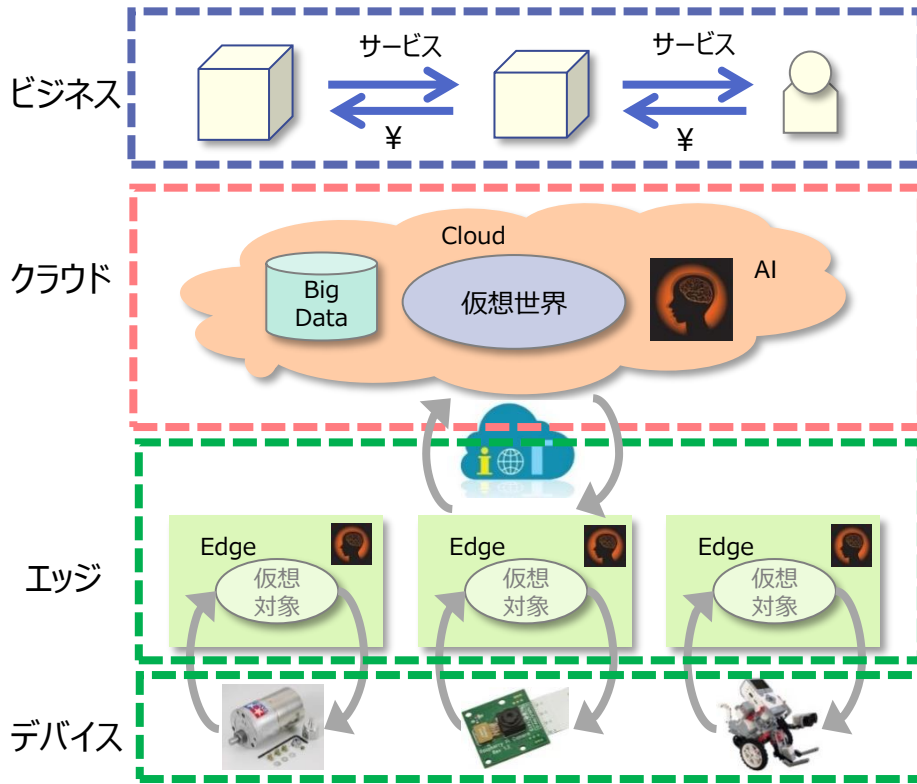 ビジネス
サービス
サービス
¥
¥
クラウド
Cloud
Big
Data
仮想世界
AI
エッジ
Edge
仮想
対象
Edge
仮想
対象
Edge
仮想
対象
デバイス